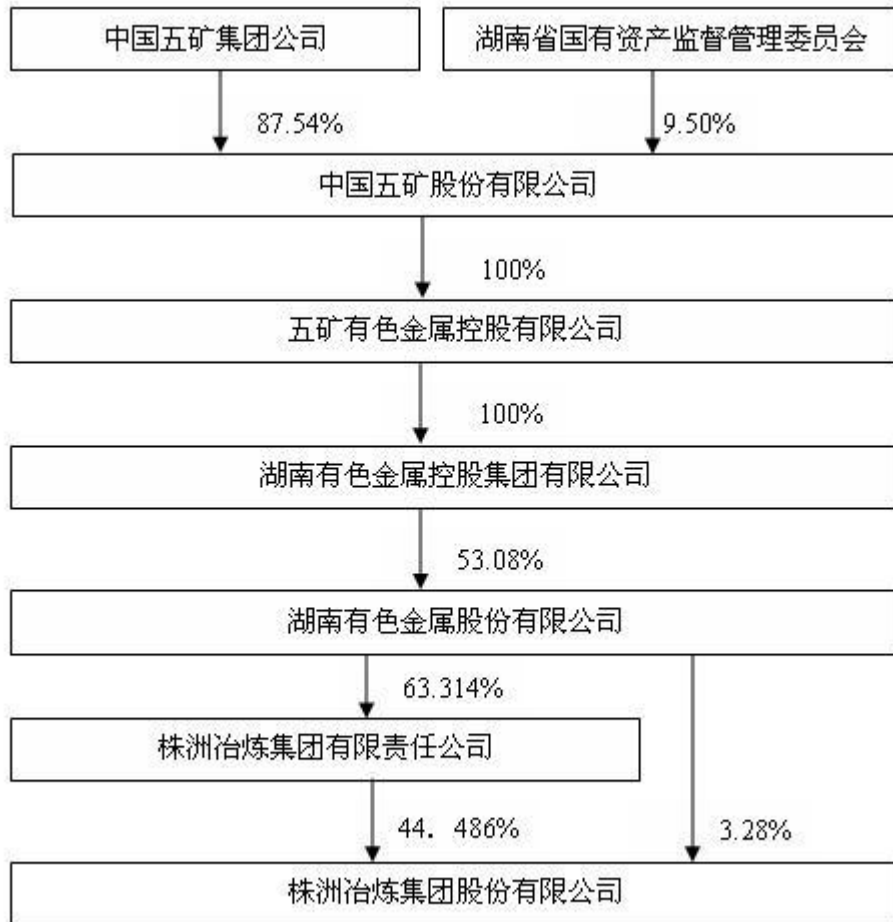 中国五矿集团公司
湖南省国有资产监督管理委员会
87.54%
9.50%
中国五矿股份有限公司
100%
五矿有色金属控股有限公司
100%
湖南有色金属控股集团有限公司
53.08%
湖南有色金属股份有限公司
63.314%
株洲冶炼集团有限责任公司
44. 486%
3.28%
株洲冶炼集团股份有限公司